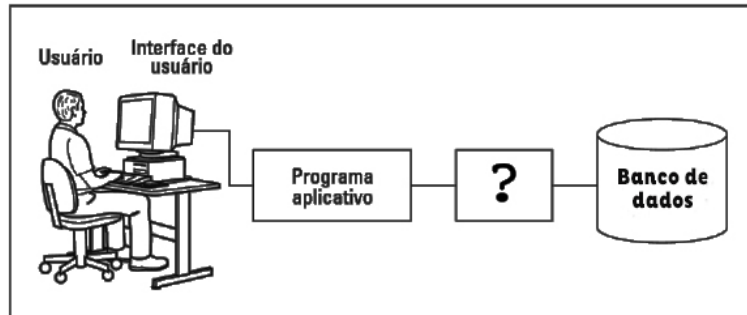 Usuário
Interface do
usuário
Programa
aplicativo
?
Banco de
dados